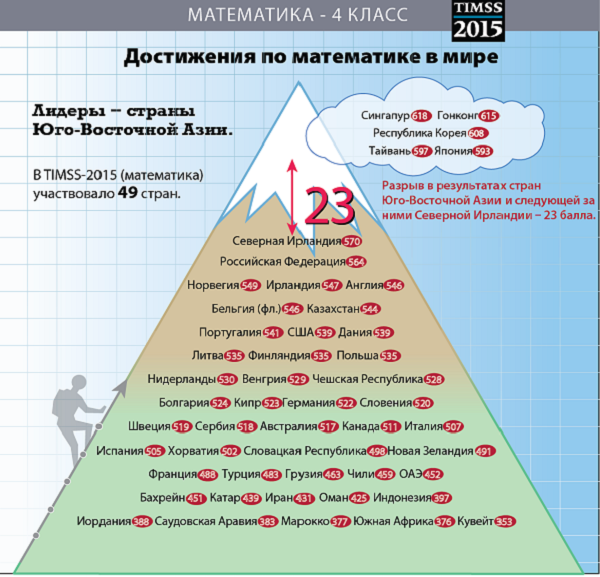 МАТЕМАТИКА - 4 КЛАСС
TIMSS
2015
Достижения по математике в мире
Лидеры – страны
Юго-Восточной Азии.
В TIMSS-2015 (математика)
участвовало 49 стран.
Сингапур 618 Гонконг 615
Республика Корея 608
Тайвань 597 Япония 593
23
Разрыв в результатах стран
Юго-Восточной Азии и следующей за
ними Северной Ирландии – 23 балла.
Северная Ирландия 570
Российская Федерация 564
Норвегия 549 Ирландия 547 Англия 546
Бельгия (фл.) 546 Казахстан 544
Португалия 541 США 539 Дания 539
Литва 535 Финляндия 535 Польша 535
Нидерланды 530 Венгрия 529 Чешская Республика 528
Болгария 524 Кипр 523 Германия 522 Словения 520
Швеция 519 Сербия 518 Австралия 517 Канада 511 Италия 507
Испания 505 Хорватия 502 Словацкая Республика 498 Новая Зеландия 491
Франция 488 Турция 483 Грузия 463 Чили 459 ОАЭ 452
Бахрейн 451 Катар 439 Иран 431 Оман 425 Индонезия 397
Иордания 388 Саудовская Аравия 383 Марокко 377 Южная Африка 376 Кувейт 353